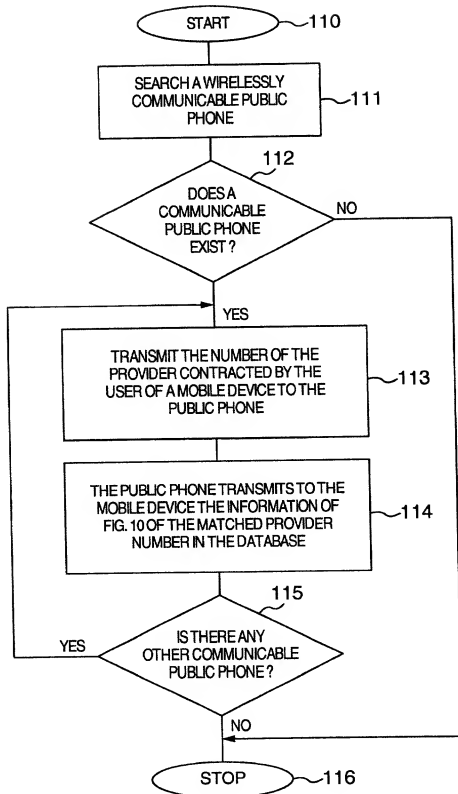 START
110
SEARCH A WIRELESSLY
COMMUNICABLE PUBLIC
PHONE
111
112
DOES A
COMMUNICABLE
PUBLIC PHONE
EXIST ?
NO
YES
TRANSMIT THE NUMBER OF THE
PROVIDER CONTRACTED BY THE
USER OF A MOBILE DEVICE TO THE
PUBLIC PHONE
113
THE PUBLIC PHONE TRANSMITS TO THE
MOBILE DEVICE THE INFORMATION OF
FIG. 10 OF THE MATCHED PROVIDER
NUMBER IN THE DATABASE
114
115
YES
IS THERE ANY
OTHER COMMUNICABLE
PUBLIC PHONE ?
NO
STOP
116